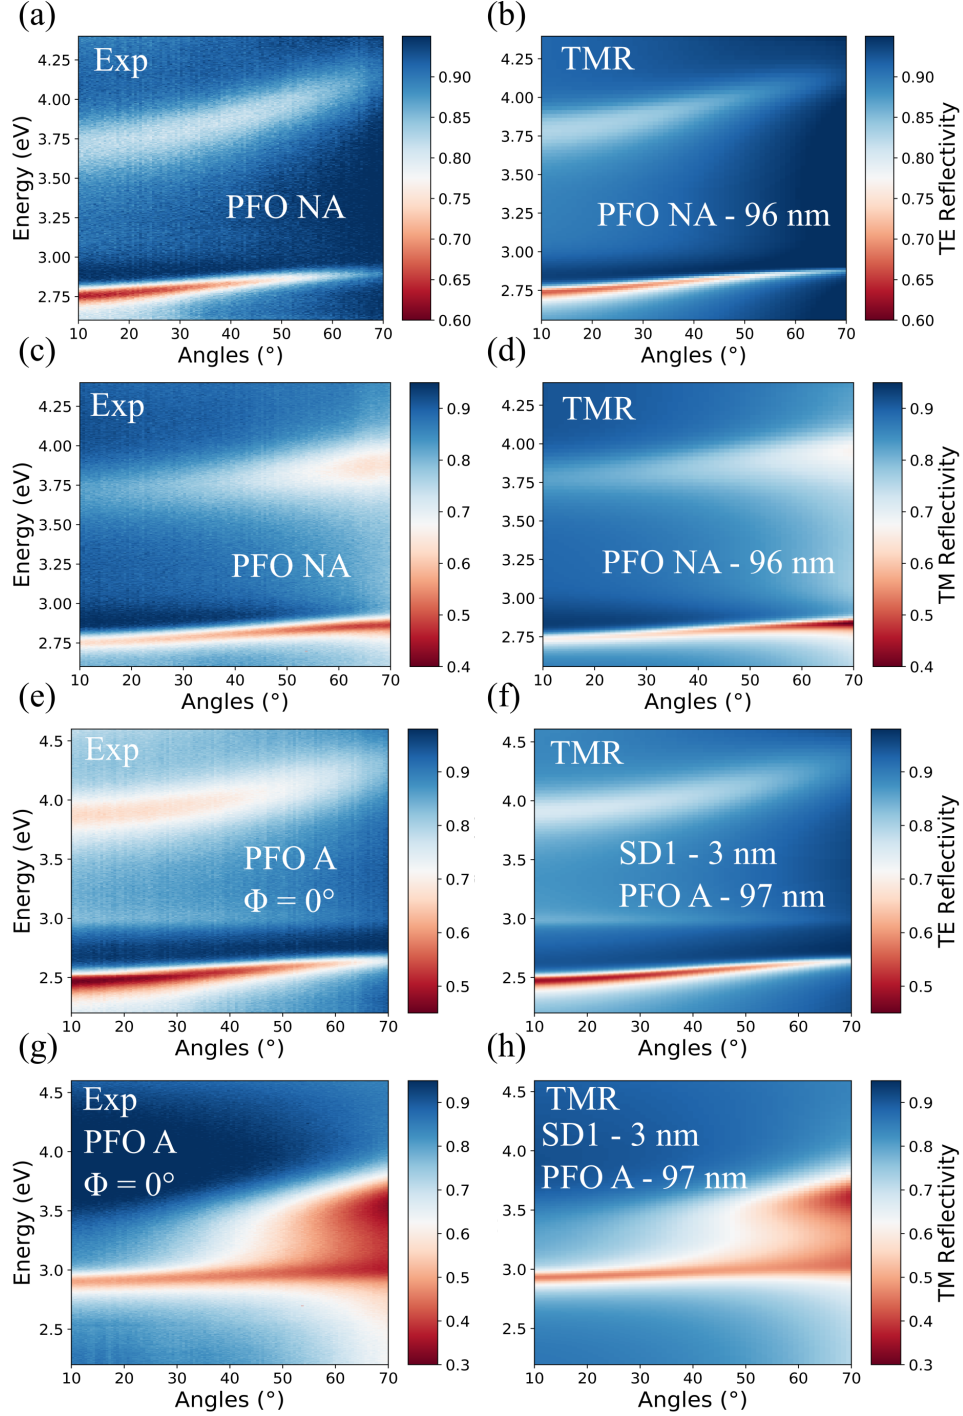 (a)
(b)
Exp
PFO NA
4.25
4.00
3.75
3.50
3.25
3.00
2.75
Energy (eV)
10 20 30 40 50 60 70
Angles (°)
0.90
0.85
0.80
0.75
0.70
0.65
0.60
TMR
PFO NA - 96 nm
4.25
4.00
3.75
3.50
3.25
3.00
2.75
10 20 30 40 50 60 70
Angles (°)
0.90
0.85
0.80
0.75
0.70
0.65
0.60
TE Reflectivity
(c)
(d)
Exp
PFO NA
4.25
4.00
3.75
3.50
3.25
3.00
2.75
Energy (eV)
10 20 30 40 50 60 70
Angles (°)
0.9
0.8
0.7
0.6
0.5
0.4
TMR
PFO NA - 96 nm
4.25
4.00
3.75
3.50
3.25
3.00
2.75
10 20 30 40 50 60 70
Angles (°)
0.9
0.8
0.7
0.6
0.5
0.4
TM Reflectivity
(e)
(f)
Exp
PFO A
Φ = 0°
4.5
4.0
3.5
3.0
2.5
Energy (eV)
10 20 30 40 50 60 70
Angles (°)
0.9
0.8
0.7
0.6
0.5
TMR
SD1 - 3 nm
PFO A - 97 nm
4.5
4.0
3.5
3.0
2.5
10 20 30 40 50 60 70
Angles (°)
0.9
0.8
0.7
0.6
0.5
TE Reflectivity
(g)
(h)
Exp
PFO A
Φ = 0°
4.5
4.0
3.5
3.0
2.5
Energy (eV)
10 20 30 40 50 60 70
Angles (°)
0.9
0.8
0.7
0.6
0.5
0.4
0.3
TMR
SD1 - 3 nm
PFO A - 97 nm
4.5
4.0
3.5
3.0
2.5
10 20 30 40 50 60 70
Angles (°)
0.9
0.8
0.7
0.6
0.5
0.4
0.3
TM Reflectivity